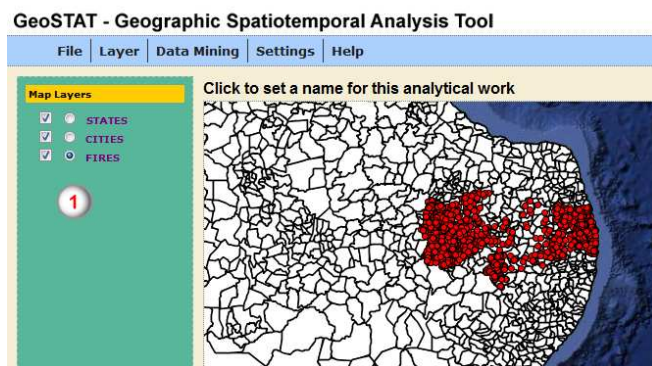 GeoSTAT - Geographic Spatiotemporal Analysis Tool
File Layer Data Mining Settings Help
Map Layers
STATES
CITIES
FIRES
1
Click to set a name for this analytical work